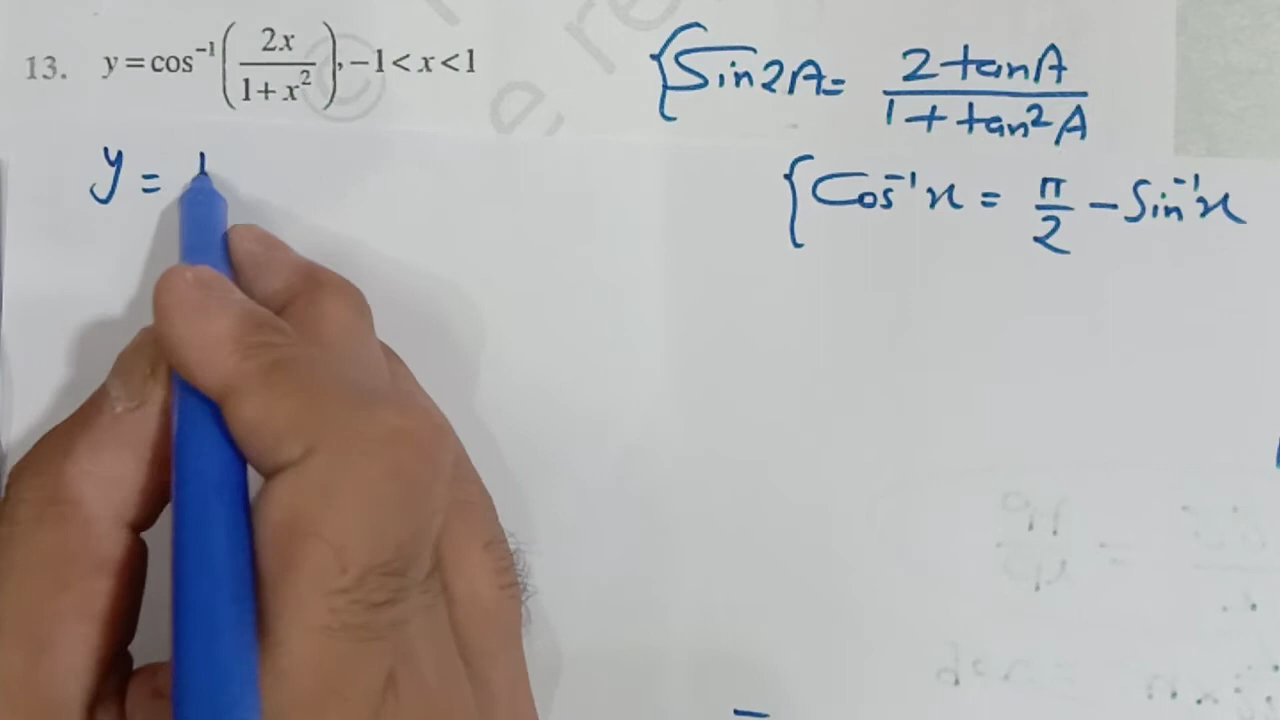 13. y=cos⁻¹(2x/(1+x²)), −1<x<1
{Sin2A= 2tanA/(1+tan²A)
{Cos⁻¹x = π/2 − Sin⁻¹x
y =